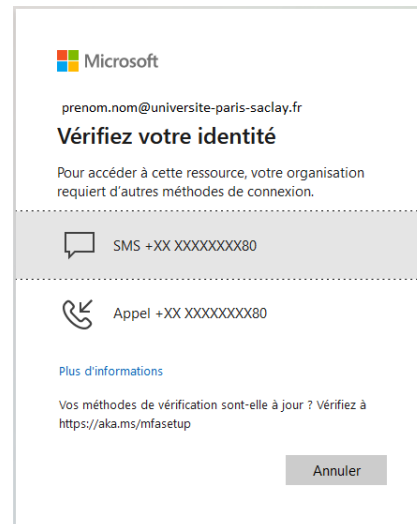 Microsoft
prenom.nom@universite-paris-saclay.fr
Vérifiez votre identité
Pour accéder à cette ressource, votre organisation
requiert d'autres méthodes de connexion.
SMS +XX XXXXXXXX80
Appel +XX XXXXXXXX80
Plus d'informations
Vos méthodes de vérification sont-elle à jour ? Vérifiez à
https://aka.ms/mfasetup
Annuler